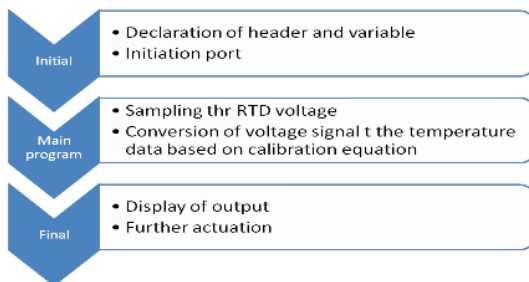 Initial
• Declaration of header and variable
• Initiation port
Main
program
• Sampling thr RTD voltage
• Conversion of voltage signal t the temperature
data based on calibration equation
Final
• Display of output
• Further actuation